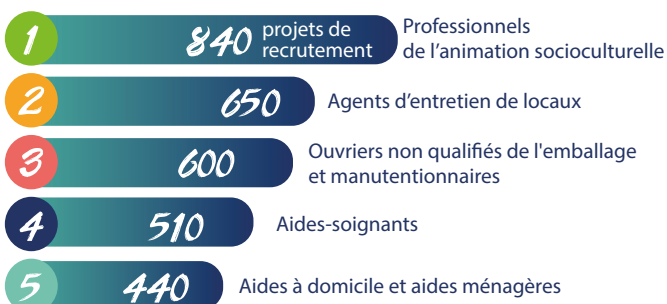 1 840 projets de recrutement Professionnels de l'animation socioculturelle
2 650 Agents d'entretien de locaux
3 600 Ouvriers non qualifiés de l'emballage et manutentionnaires
4 510 Aides-soignants
5 440 Aides à domicile et aides ménagères